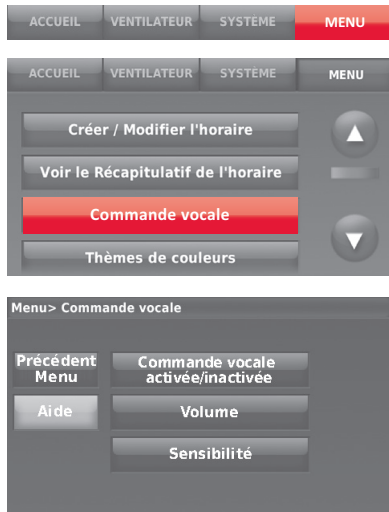 ACCUEIL VENTILATEUR SYSTÈME MENU
ACCUEIL VENTILATEUR SYSTÈME MENU
Créer / Modifier l'horaire
Voir le Récapitulatif de l'horaire
Commande vocale
Thèmes de couleurs
Menu> Commande vocale
Précédent
Menu
Commande vocale
activée/inactivée
Aide
Volume
Sensibilité